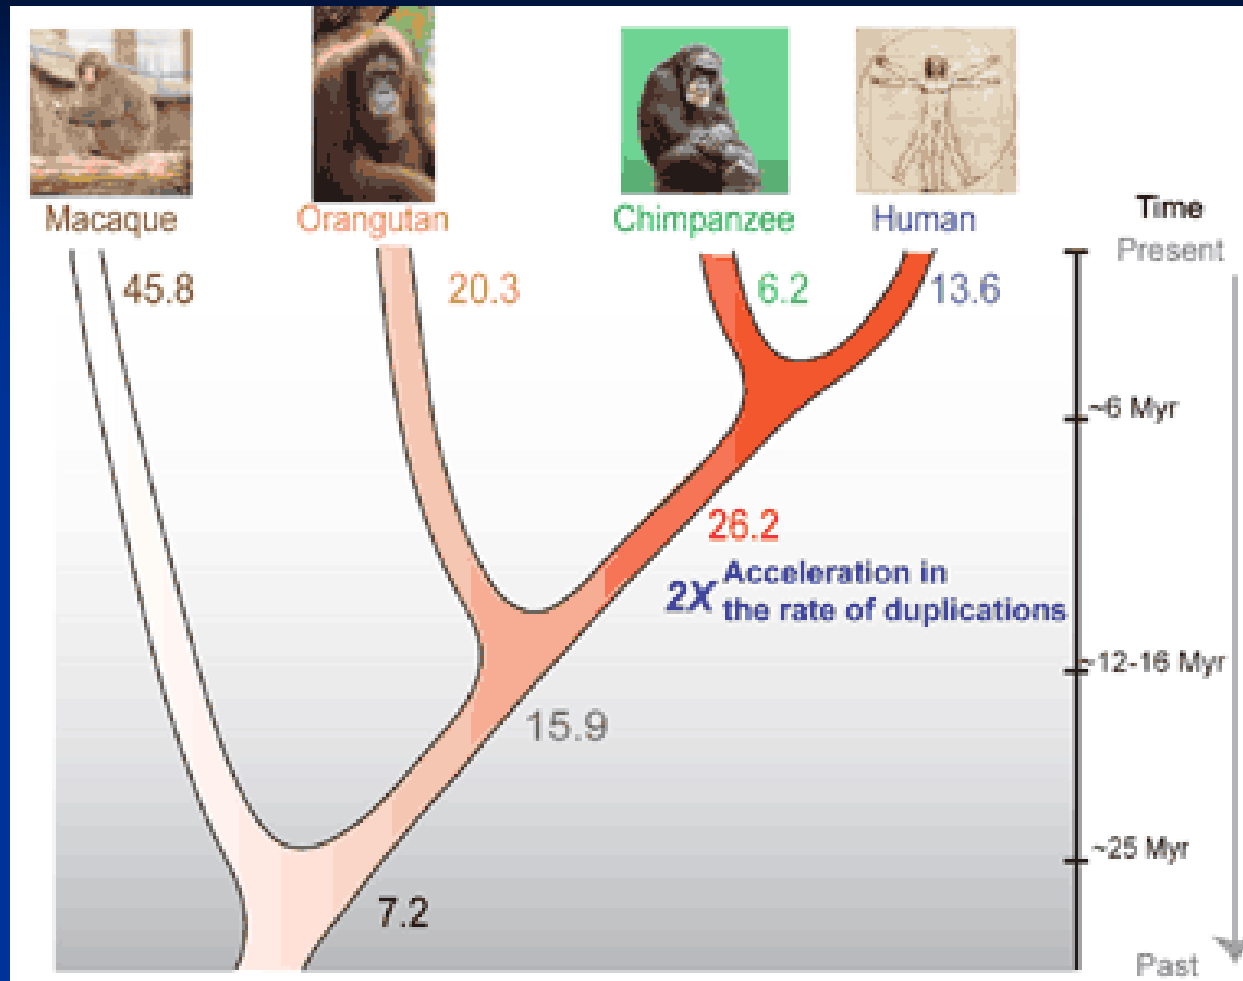 Macaque
Orangutan
Chimpanzee
Human
Time
Present
45.8
20.3
6.2
13.6
~6 Myr
26.2
2X Acceleration in
the rate of duplications
~12-16 Myr
15.9
~25 Myr
7.2
Past